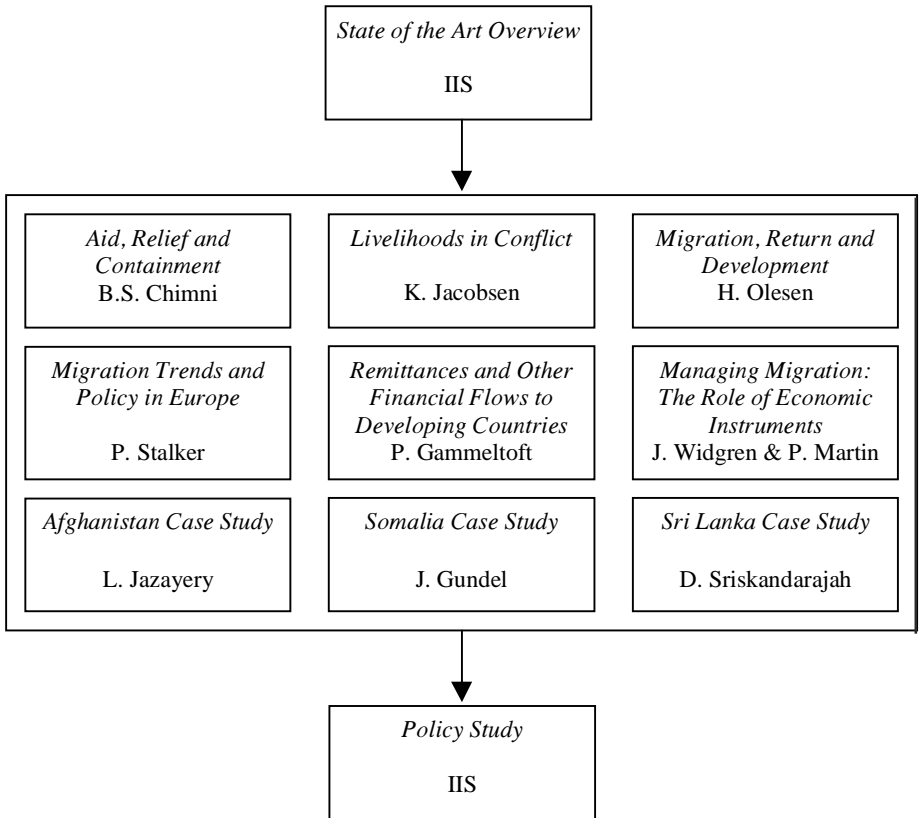 State of the Art Overview
IIS
Aid, Relief and
Containment
B.S. Chimni
Livelihoods in Conflict
K. Jacobsen
Migration, Return and
Development
H. Olesen
Migration Trends and
Policy in Europe
P. Stalker
Remittances and Other
Financial Flows to
Developing Countries
P. Gammeltoft
Managing Migration:
The Role of Economic
Instruments
J. Widgren & P. Martin
Afghanistan Case Study
L. Jazayery
Somalia Case Study
J. Gundel
Sri Lanka Case Study
D. Sriskandarajah
Policy Study
IIS